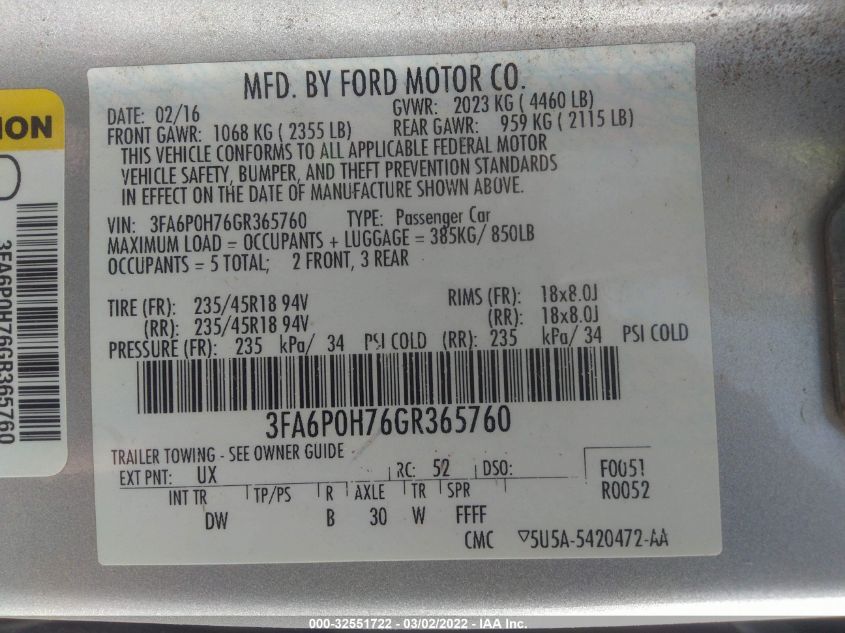 MFD. BY FORD MOTOR CO.
DATE: 02/16 GVWR: 2023 KG ( 4460 LB)
FRONT GAWR: 1068 KG ( 2355 LB) REAR GAWR: 959 KG ( 2115 LB)
THIS VEHICLE CONFORMS TO ALL APPLICABLE FEDERAL MOTOR
VEHICLE SAFETY, BUMPER, AND THEFT PREVENTION STANDARDS
IN EFFECT ON THE DATE OF MANUFACTURE SHOWN ABOVE.
VIN: 3FA6P0H76GR365760 TYPE: Passenger Car
MAXIMUM LOAD = OCCUPANTS + LUGGAGE = 385KG/ 850LB
OCCUPANTS = 5 TOTAL; 2 FRONT, 3 REAR
TIRE (FR): 235/45R18 94V RIMS (FR): 18x8.0J
(RR): 235/45R18 94V (RR): 18x8.0J
PRESSURE (FR): 235 kPa/ 34 PSI COLD (RR): 235 kPa/ 34 PSI COLD
3FA6P0H76GR365760
TRAILER TOWING - SEE OWNER GUIDE
EXT PNT: UX RC: 52 DSO: F0051
INT TR TP/PS R AXLE TR SPR R0052
DW B 30 W FFFF
CMC 5U5A-5420472-AA
ION
3FA6P0H76GR365760
000-32551722 - 03/02/2022 - IAA Inc.